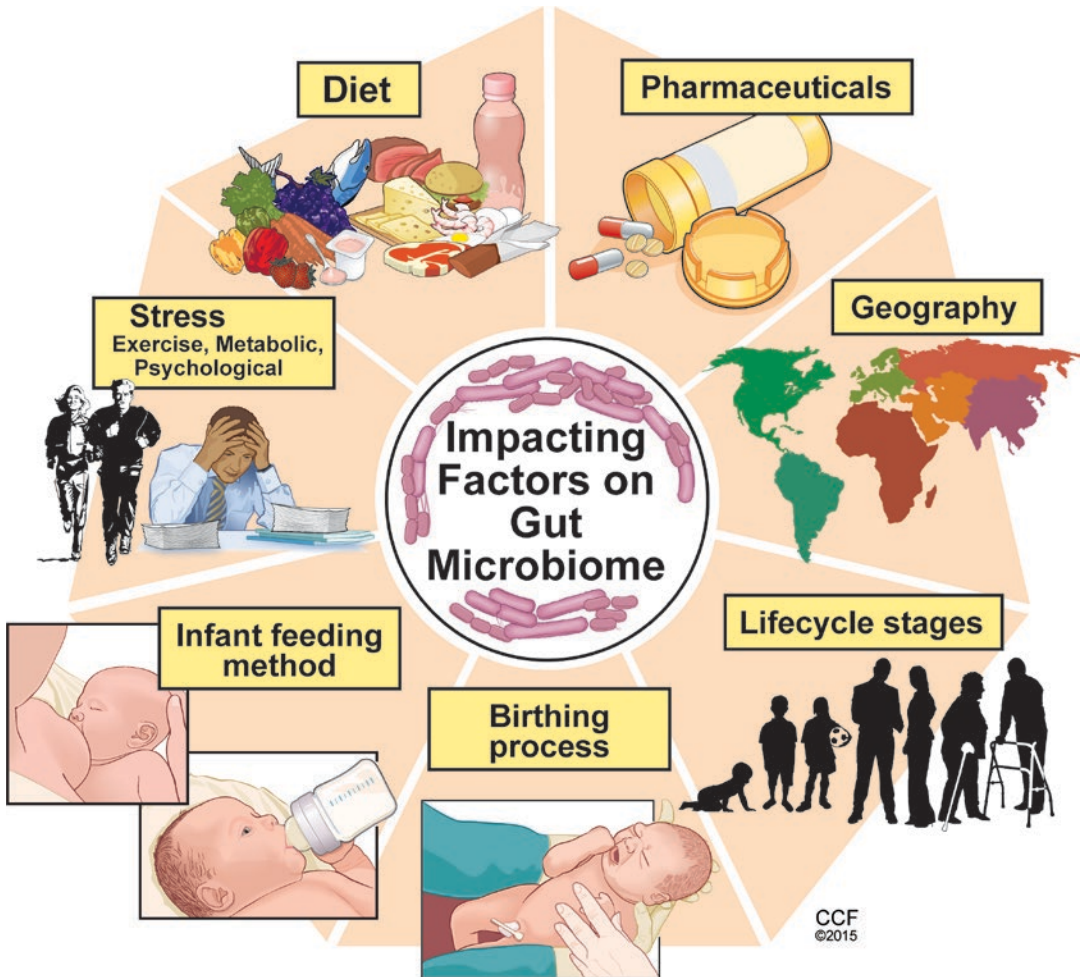 Diet
Pharmaceuticals
Stress
Exercise, Metabolic,
Psychological
Geography
Impacting
Factors on
Gut
Microbiome
Infant feeding
method
Birthing
process
Lifecycle stages
CCF
©2015